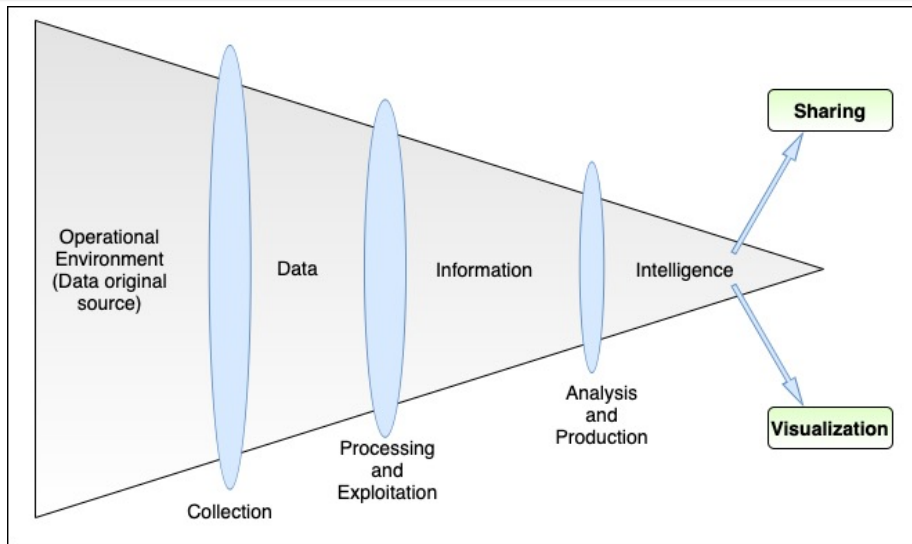 Sharing
Operational
Environment
(Data original
source)
Data
Information
Intelligence
Analysis
and
Production
Visualization
Processing
and
Exploitation
Collection